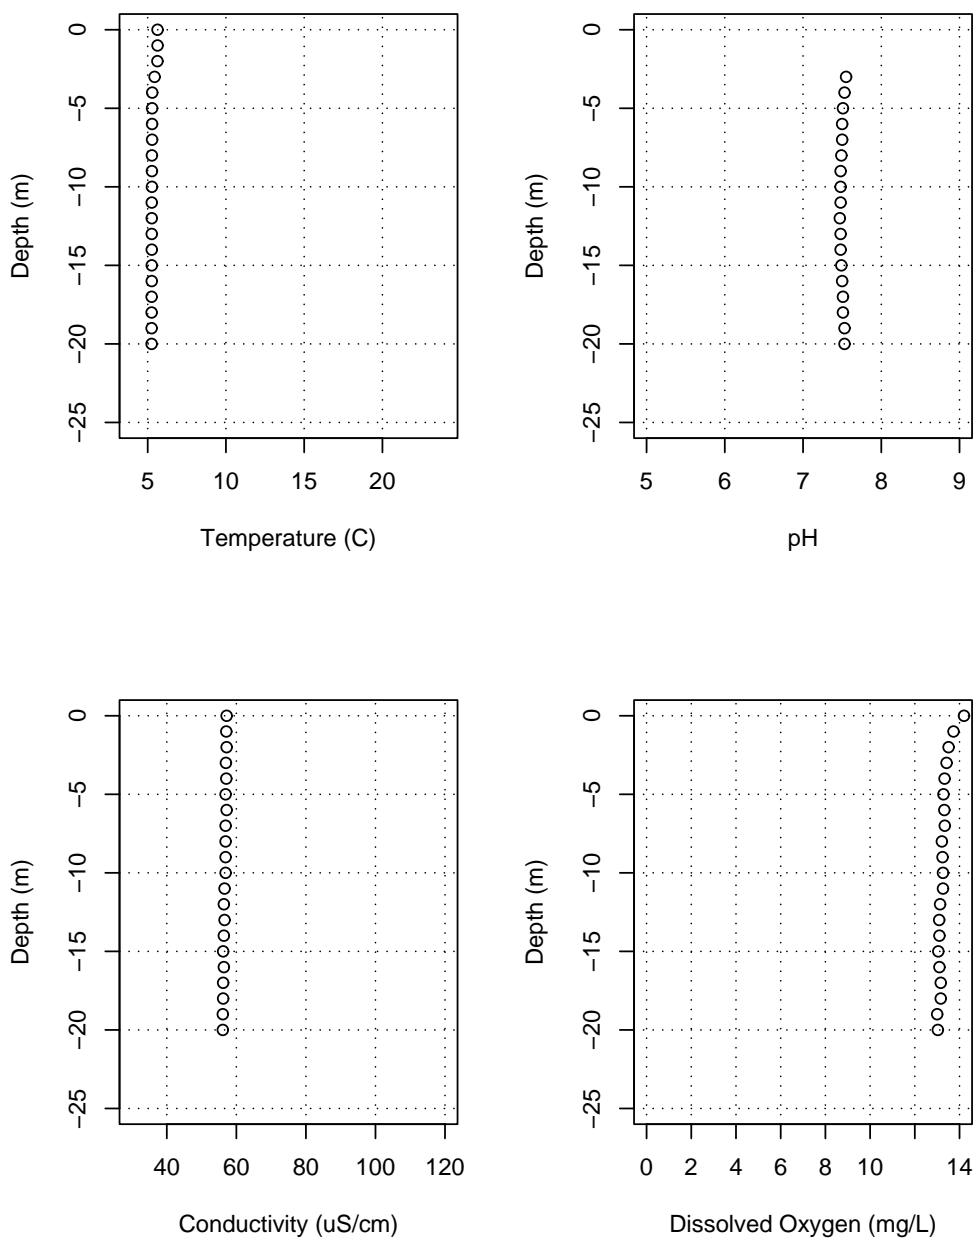 0
−5
−10
−15
−20
−25
Depth (m)
5 10 15 20
Temperature (C)
0
−5
−10
−15
−20
−25
Depth (m)
5 6 7 8 9
pH
0
−5
−10
−15
−20
−25
Depth (m)
40 60 80 100 120
Conductivity (uS/cm)
0
−5
−10
−15
−20
−25
Depth (m)
0 2 4 6 8 10 14
Dissolved Oxygen (mg/L)